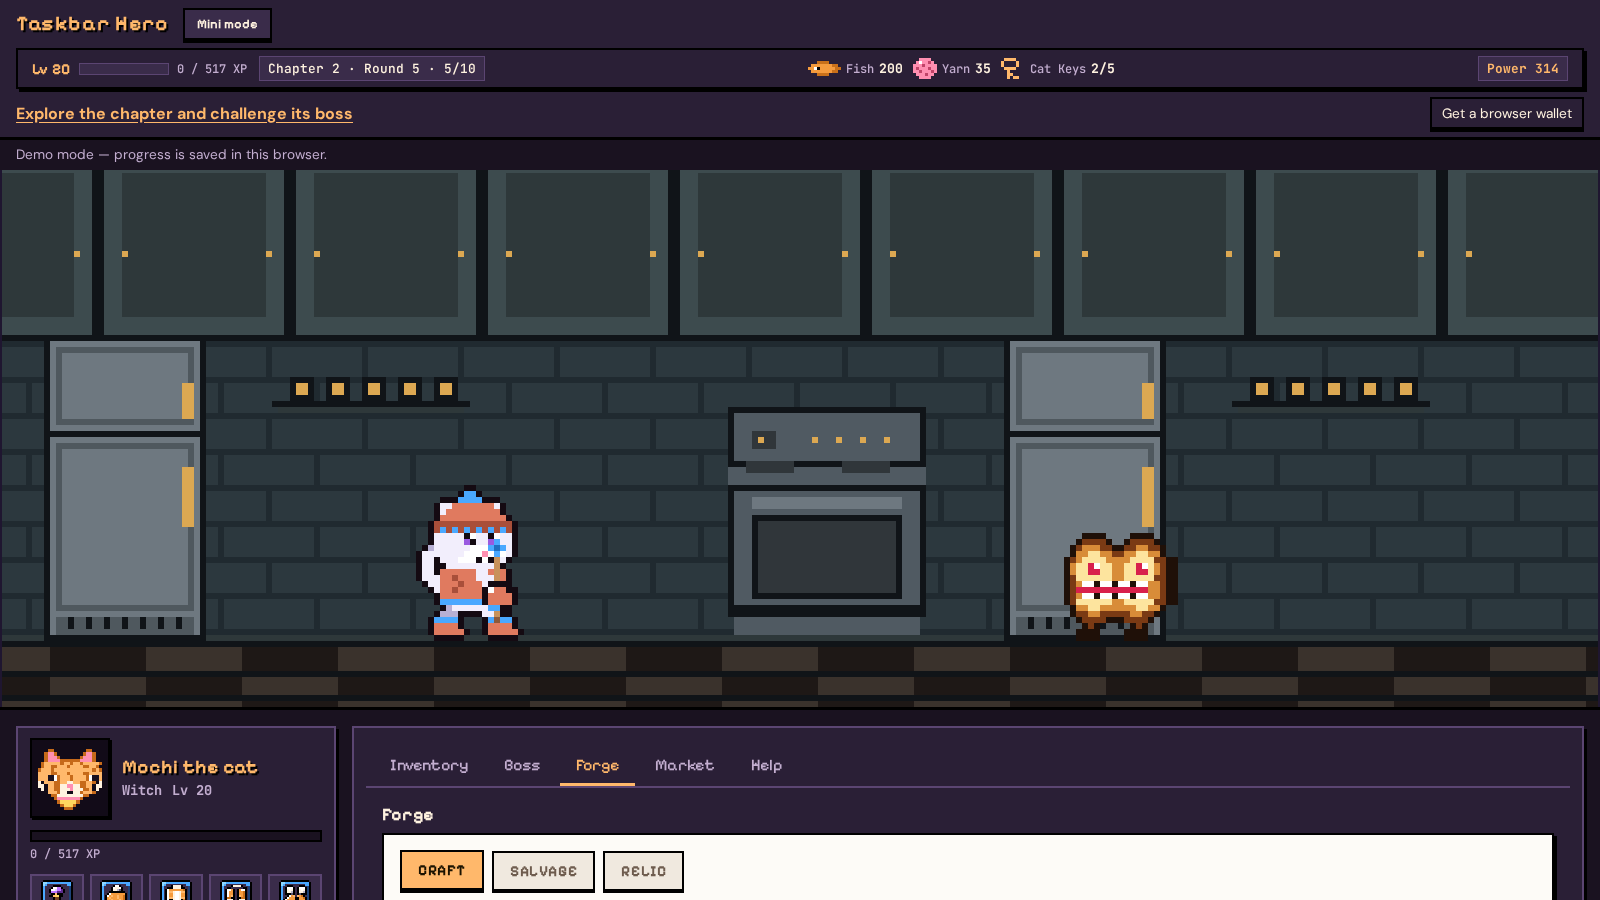 Taskbar Hero
Mini mode
Lv 20
0 / 517 XP
Chapter 2 · Round 5 · 5/10
Fish 200
Yarn 35
Cat Keys 2/5
Power 314
Explore the chapter and challenge its boss
Get a browser wallet
Demo mode — progress is saved in this browser.
Mochi the cat
Witch Lv 20
0 / 517 XP
Inventory
Boss
Forge
Market
Help
Forge
CRAFT
SALVAGE
RELIC